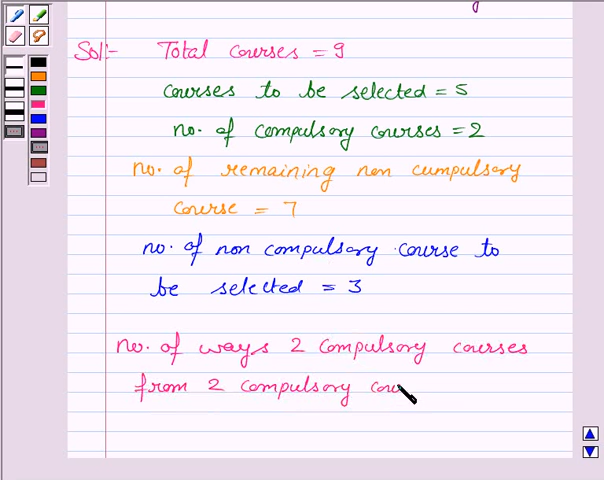 Sol:- Total courses = 9
courses to be selected = 5
no. of compulsory courses = 2
no. of remaining non cumpulsory
course = 7
no. of non compulsory course to
be selected = 3
no. of ways 2 compulsory courses
from 2 compulsory cou